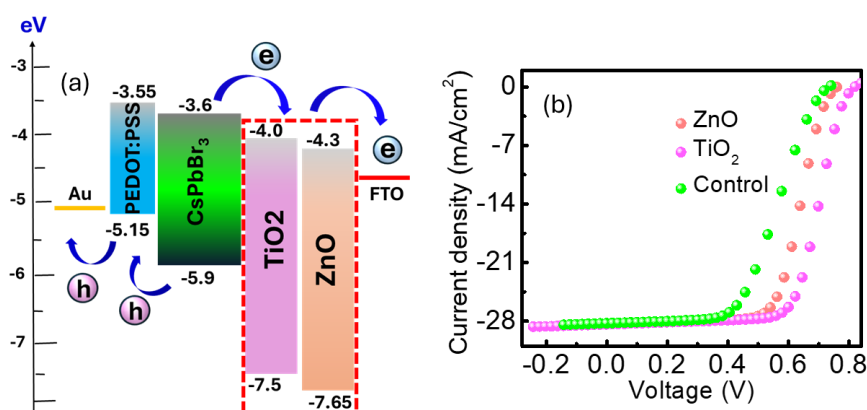 eV
(a)
-3
-4
-5
-6
-7
e
-3.55
-3.6
-4.0
-4.3
e
PEDOT:PSS
CsPbBr3
TiO2
ZnO
Au
FTO
-5.15
-5.9
h
h
-7.5
-7.65
(b)
Current density (mA/cm²)
0
-7
-14
-21
-28
ZnO
TiO₂
Control
-0.2 0.0 0.2 0.4 0.6 0.8
Voltage (V)